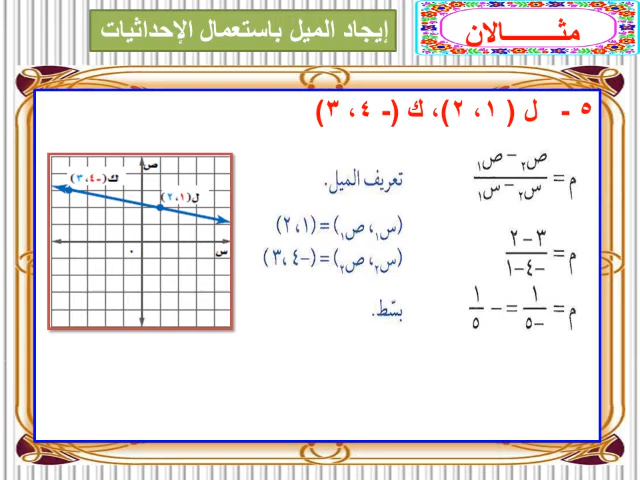 مثـــــالان
إيجاد الميل باستعمال الإحداثيات
٥ - ل ( ١ ، ٢) ، ك (- ٤ ، ٣)
م = (ص٢ – ص١) / (س٢ – س١) تعريف الميل.
(س١، ص١) = (١، ٢)
م = (٣ – ٢) / (–٤ – ١) (س٢، ص٢) = (–٤، ٣)
م = ١ / –٥ = – ١ / ٥ بسّط.
ص
ك(–٤، ٣)
ل(١، ٢)
س
٠